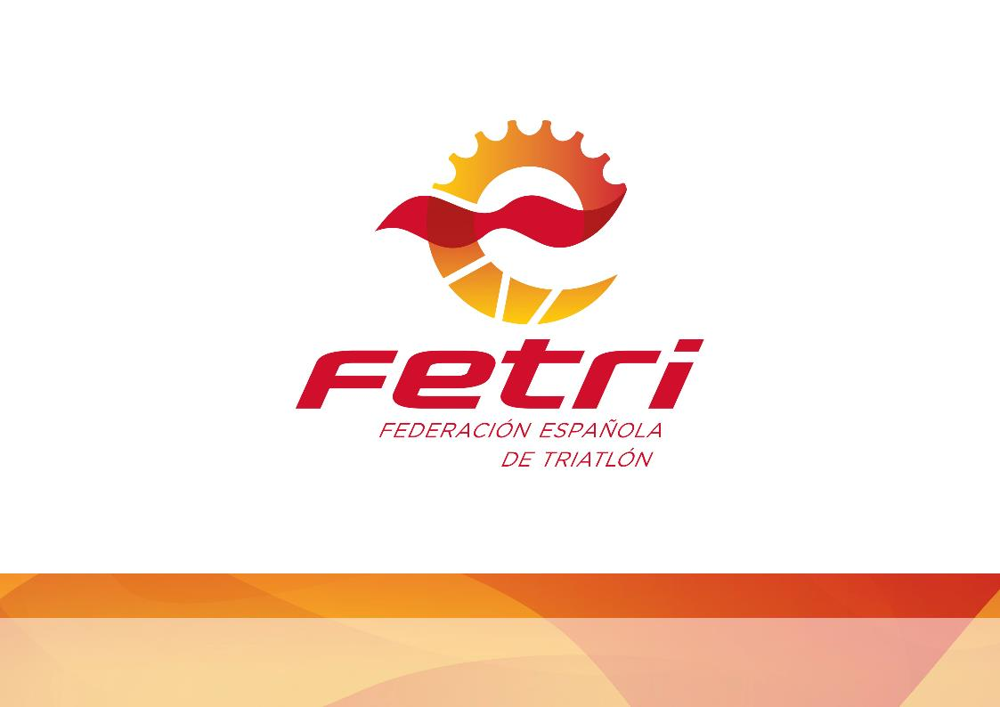 Fetri
FEDERACIÓN ESPAÑOLA
DE TRIATLÓN